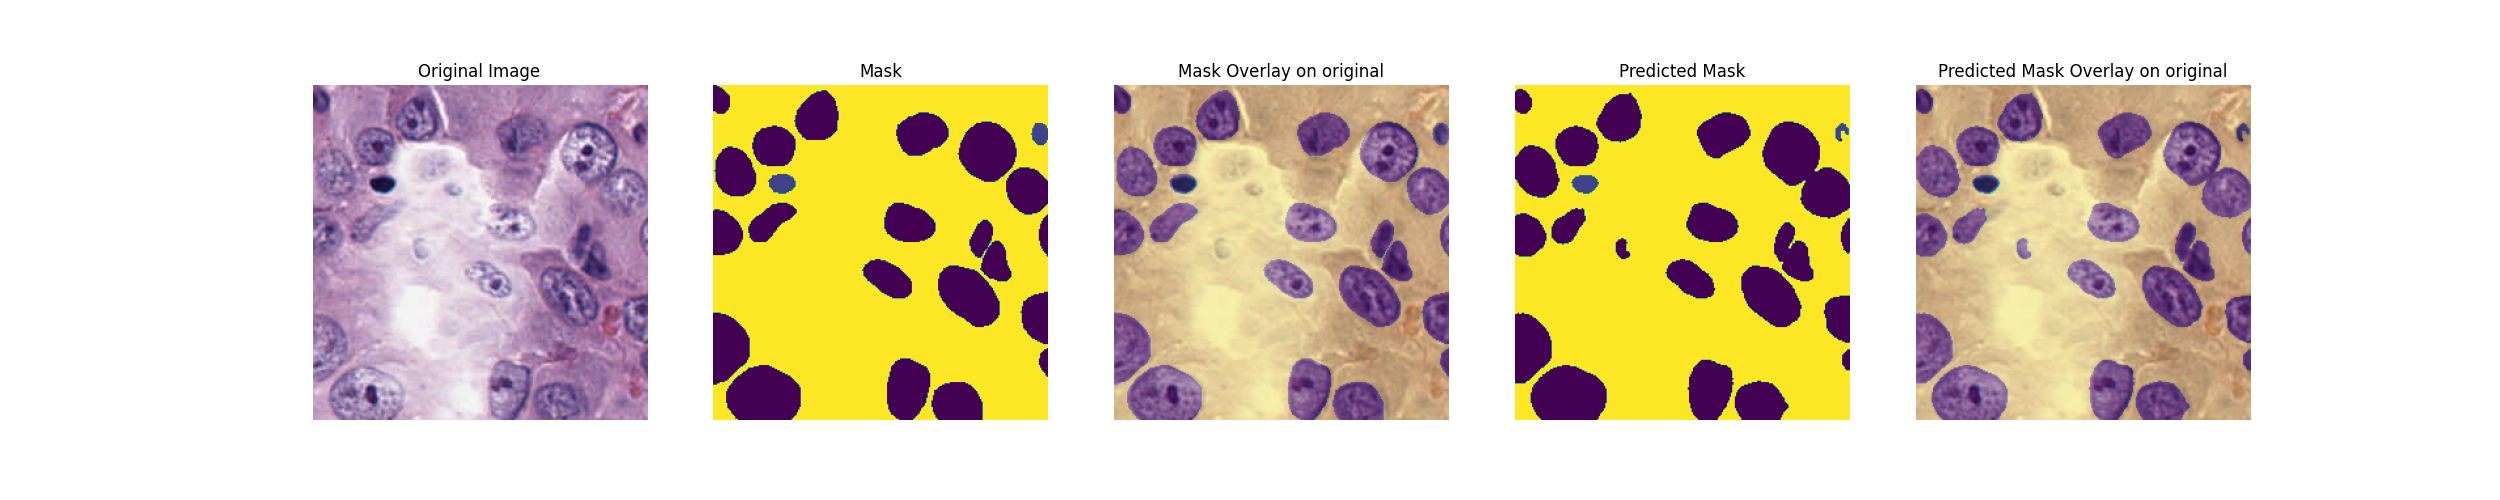 Original Image
Mask
Mask Overlay on original
Predicted Mask
Predicted Mask Overlay on original